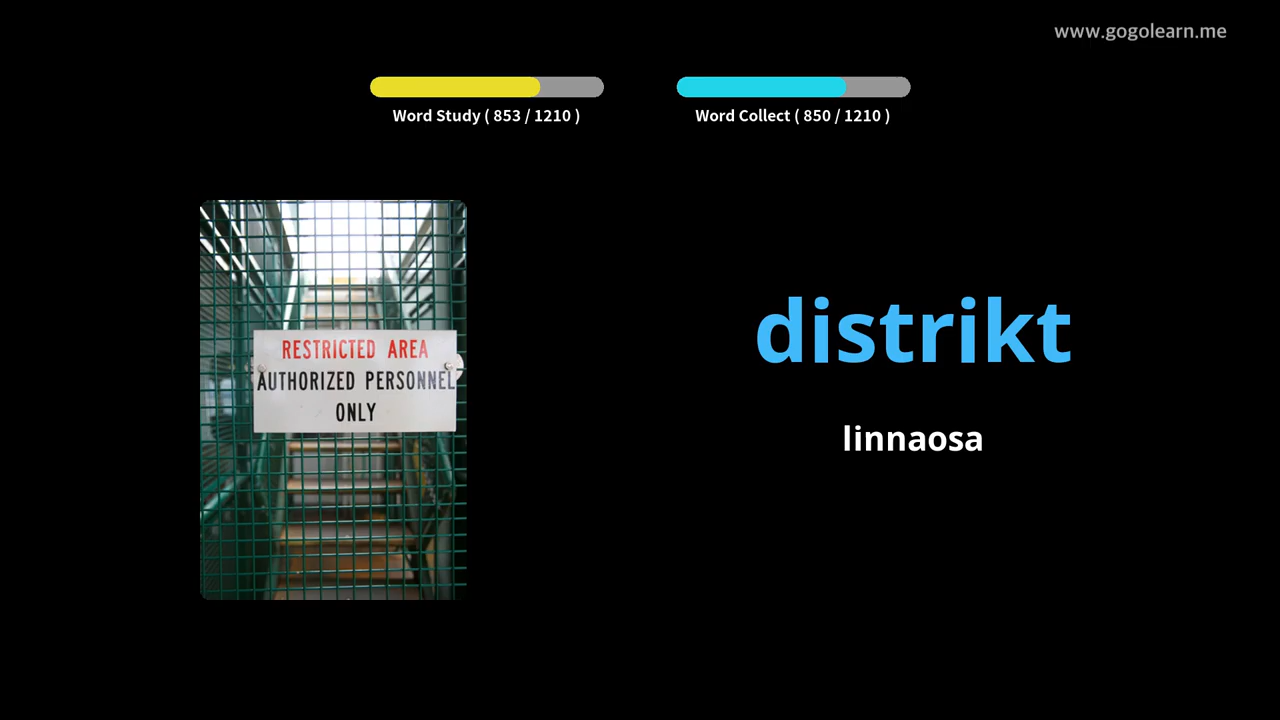 www.gogolearn.me
Word Study ( 853 / 1210 )
Word Collect ( 850 / 1210 )
RESTRICTED AREA
AUTHORIZED PERSONNEL
ONLY
distrikt
linnaosa